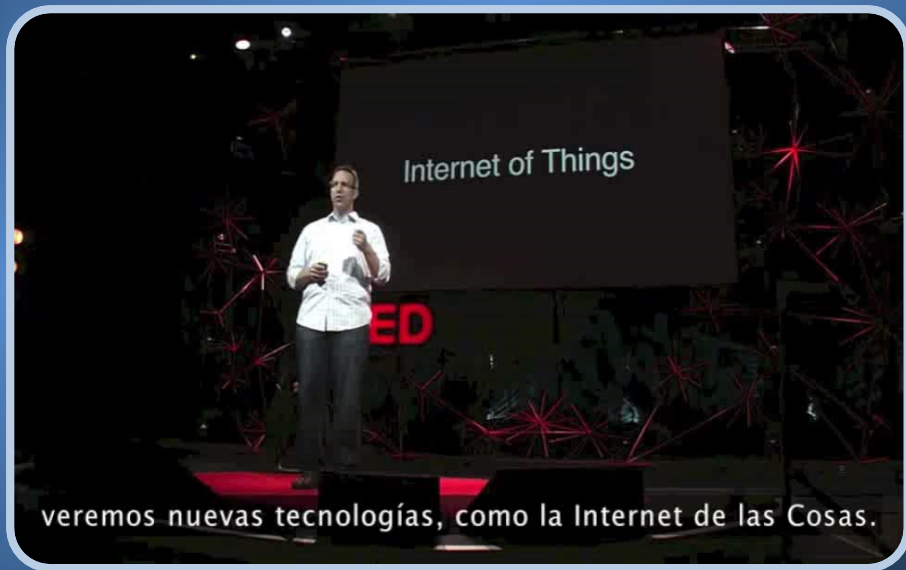 Internet of Things
ED
veremos nuevas tecnologías, como la Internet de las Cosas.